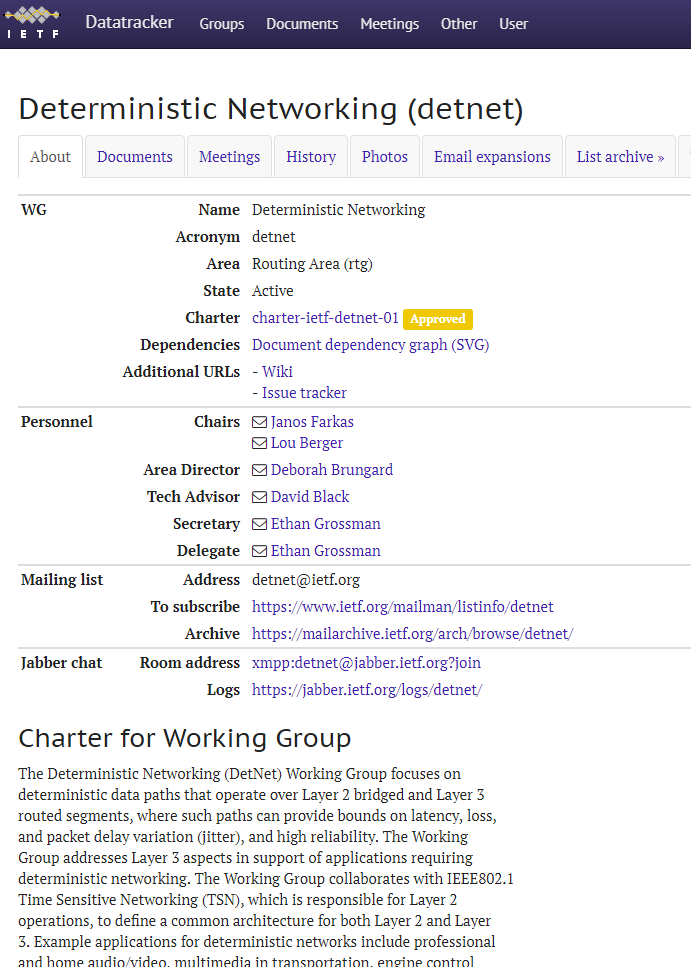 IETF
Datatracker Groups Documents Meetings Other User
Deterministic Networking (detnet)
About Documents Meetings History Photos Email expansions List archive »
WG Name Deterministic Networking
Acronym detnet
Area Routing Area (rtg)
State Active
Charter charter-ietf-detnet-01 Approved
Dependencies Document dependency graph (SVG)
Additional URLs - Wiki
- Issue tracker
Personnel Chairs Janos Farkas
Lou Berger
Area Director Deborah Brungard
Tech Advisor David Black
Secretary Ethan Grossman
Delegate Ethan Grossman
Mailing list Address detnet@ietf.org
To subscribe https://www.ietf.org/mailman/listinfo/detnet
Archive https://mailarchive.ietf.org/arch/browse/detnet/
Jabber chat Room address xmpp:detnet@jabber.ietf.org?join
Logs https://jabber.ietf.org/logs/detnet/
Charter for Working Group
The Deterministic Networking (DetNet) Working Group focuses on
deterministic data paths that operate over Layer 2 bridged and Layer 3
routed segments, where such paths can provide bounds on latency, loss,
and packet delay variation (jitter), and high reliability. The Working
Group addresses Layer 3 aspects in support of applications requiring
deterministic networking. The Working Group collaborates with IEEE802.1
Time Sensitive Networking (TSN), which is responsible for Layer 2
operations, to define a common architecture for both Layer 2 and Layer
3. Example applications for deterministic networks include professional
and home audio/video, multimedia in transportation, engine control